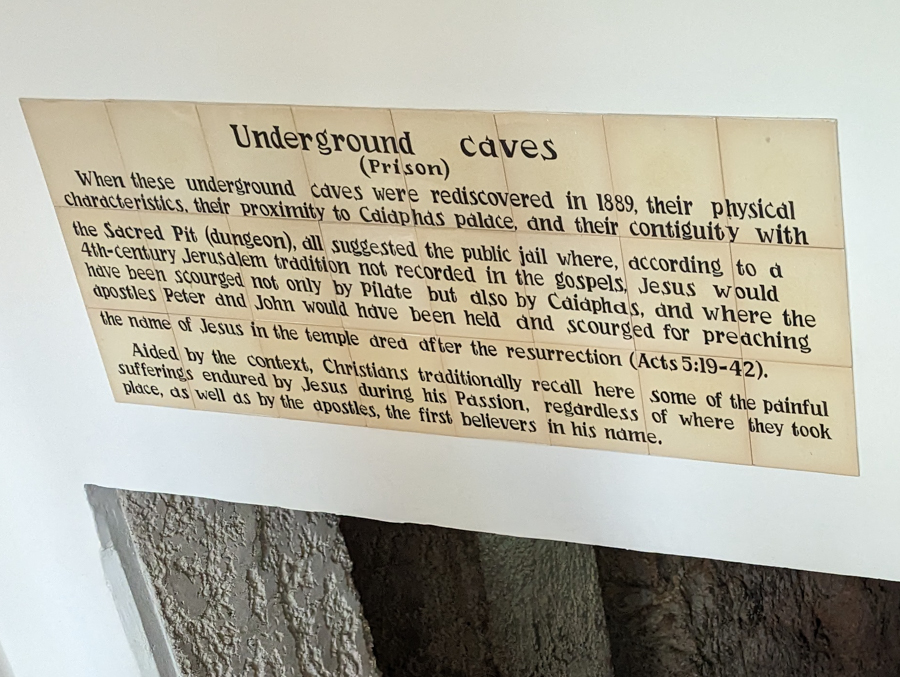 Underground caves
(Prison)
When these underground caves were rediscovered in 1889, their physical
characteristics, their proximity to Caiaphas palace, and their contiguity with
the Sacred Pit (dungeon), all suggested the public jail where, according to a
4th-century Jerusalem tradition not recorded in the gospels, Jesus would
have been scourged not only by Pilate but also by Caiaphas, and where the
apostles Peter and John would have been held and scourged for preaching
the name of Jesus in the temple area after the resurrection (Acts 5:19-42).
Aided by the context, Christians traditionally recall here some of the painful
sufferings endured by Jesus during his Passion, regardless of where they took
place, as well as by the apostles, the first believers in his name.